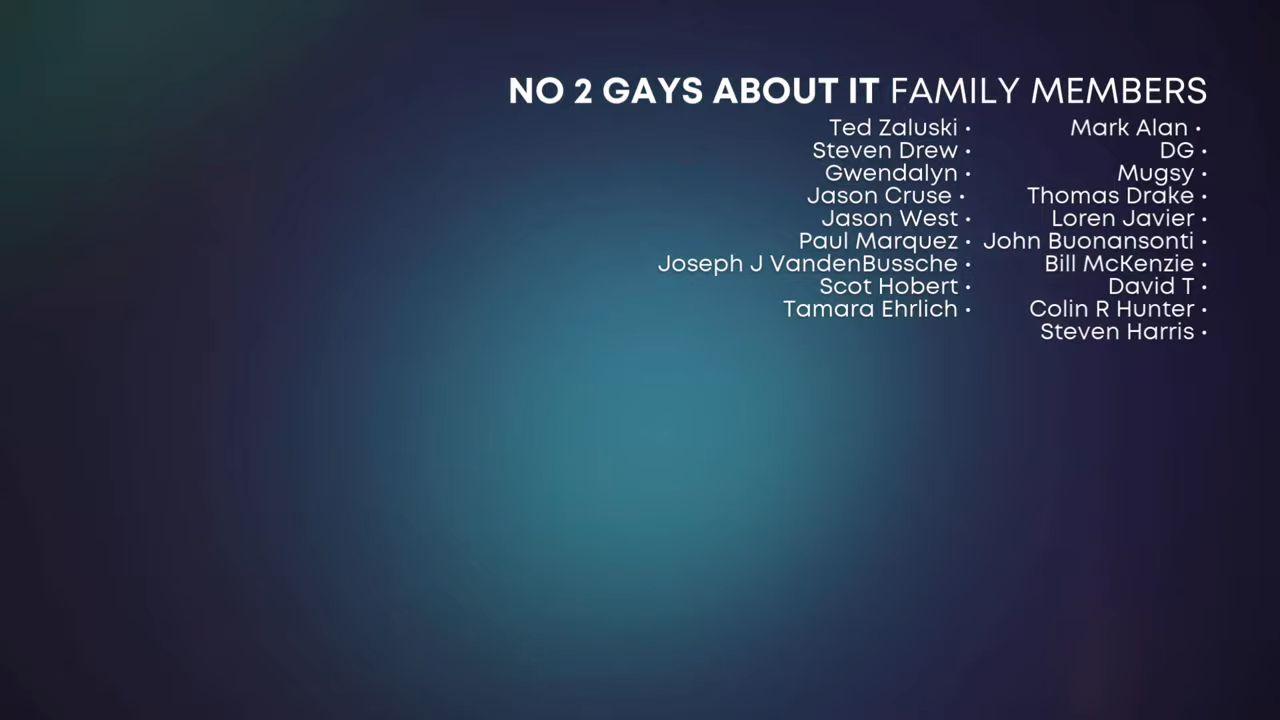 NO 2 GAYS ABOUT IT FAMILY MEMBERS
Ted Zaluski •
Steven Drew •
Gwendalyn •
Jason Cruse •
Jason West •
Paul Marquez •
Joseph J VandenBussche •
Scot Hobert •
Tamara Ehrlich •
Mark Alan •
DG •
Mugsy •
Thomas Drake •
Loren Javier •
John Buonansonti •
Bill McKenzie •
David T •
Colin R Hunter •
Steven Harris •